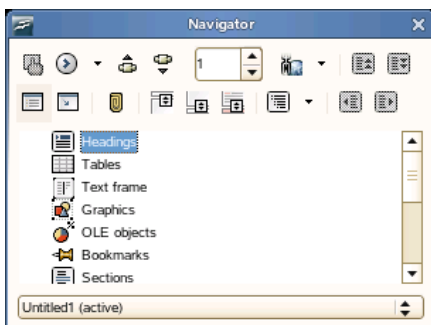 Navigator
1
Headings
Tables
Text frame
Graphics
OLE objects
Bookmarks
Sections
Untitled1 (active)